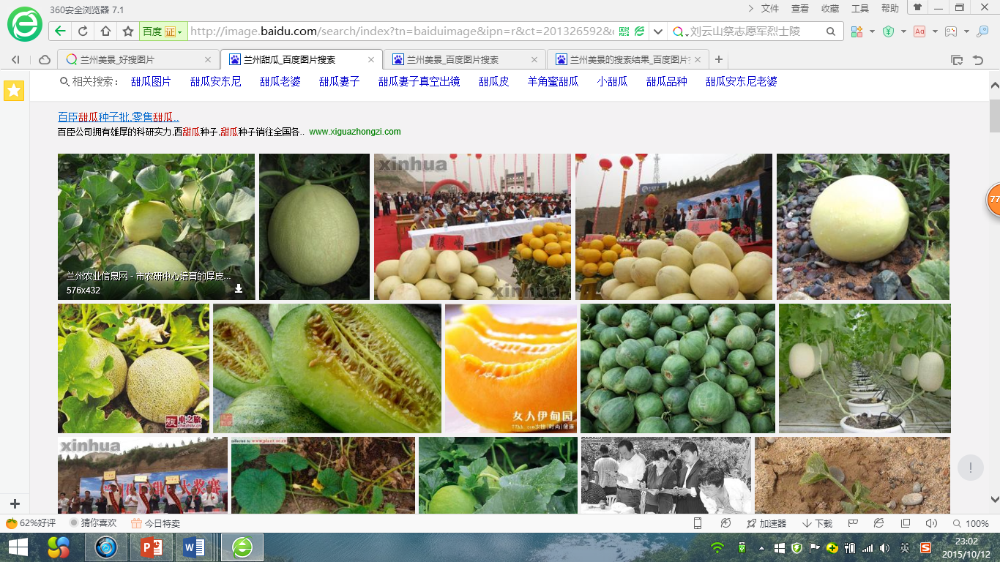 360安全浏览器 7.1
文件 查看 收藏 工具 帮助
百度 证 http://image.baidu.com/search/index?tn=baiduimage&ipn=r&ct=201326592&c 刘云山祭志愿军烈士陵
兰州美景_好搜图片 兰州甜瓜_百度图片搜索 兰州美景_百度图片搜索 兰州美景的搜索结果_百度图片
相关搜索： 甜瓜图片 甜瓜安东尼 甜瓜老婆 甜瓜妻子 甜瓜妻子真空出镜 甜瓜皮 羊角蜜甜瓜 小甜瓜 甜瓜品种 甜瓜安东尼老婆
77
百臣甜瓜种子批,零售甜瓜..
百臣公司拥有雄厚的科研实力,西甜瓜种子,甜瓜种子销往全国各.. www.xiguazhongzi.com
xinhua
银峰
xinhua
兰州农业信息网 - 市农研中心培育的厚皮...
576x432
车之旅
chezhilv.cn
女人伊甸园
xinhua
大奖赛
62%好评 猜你喜欢 今日特卖 加速器 下载 100%
英
23:02
2015/10/12